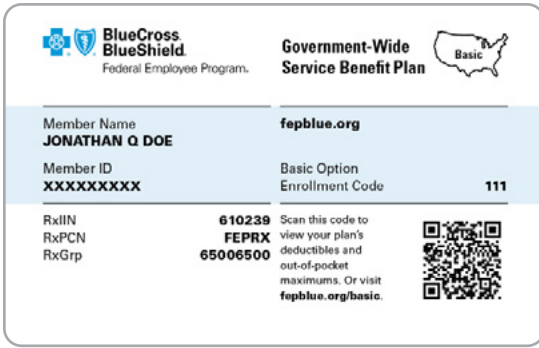 BlueCross.
BlueShield.
Federal Employee Program.
Government-Wide
Service Benefit Plan
Basic
Member Name
JONATHAN Q DOE
fepblue.org
Member ID
XXXXXXXXX
Basic Option
Enrollment Code 111
RxIIN 610239
RxPCN FEPRX
RxGrp 65006500
Scan this code to
view your plan's
deductibles and
out-of-pocket
maximums. Or visit
fepblue.org/basic.